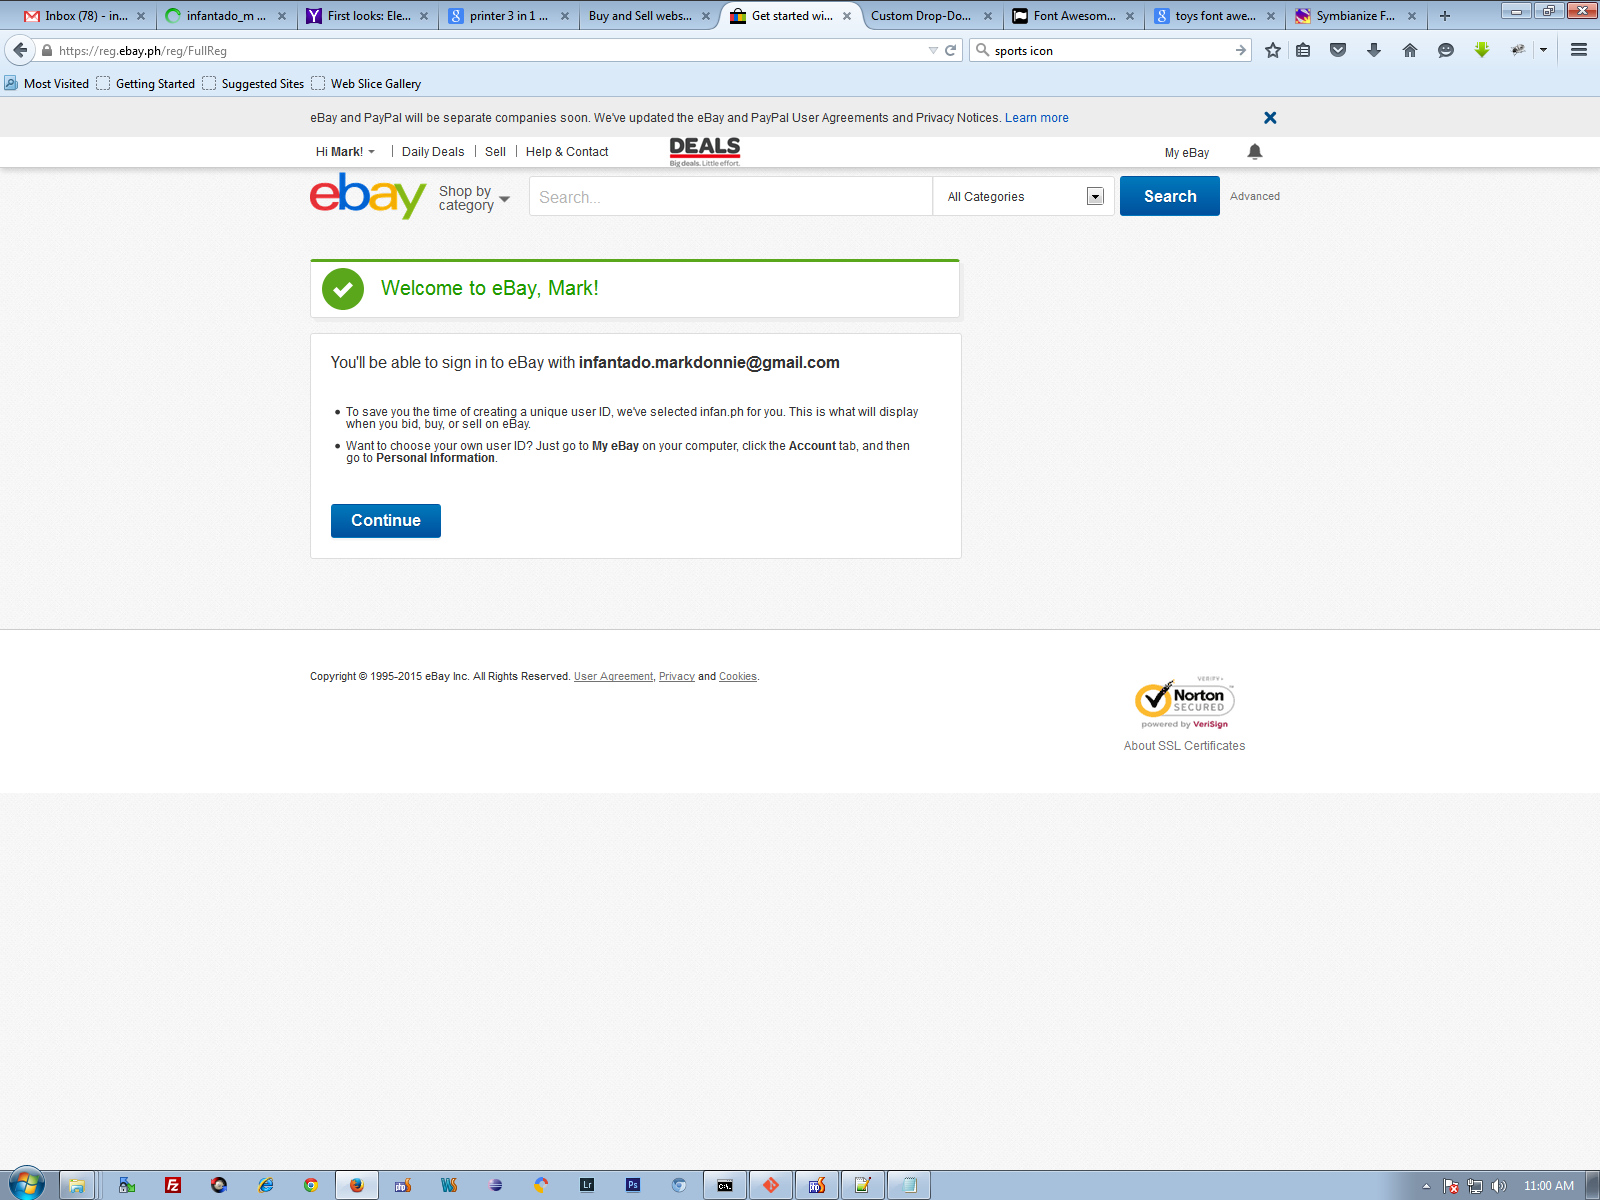 Inbox (78) - in...
infantado_m ...
First looks: Ele...
printer 3 in 1 ...
Buy and Sell webs...
Get started wi...
Custom Drop-Do...
Font Awesom...
toys font awe...
Symbianize F...
https://reg.ebay.ph/reg/FullReg
sports icon
Most Visited
Getting Started
Suggested Sites
Web Slice Gallery
eBay and PayPal will be separate companies soon. We've updated the eBay and PayPal User Agreements and Privacy Notices. Learn more
Hi Mark!
Daily Deals
Sell
Help & Contact
DEALS
Big deals. Little effort.
My eBay
ebay
Shop by
category
Search...
All Categories
Search
Advanced
Welcome to eBay, Mark!
You'll be able to sign in to eBay with infantado.markdonnie@gmail.com
• To save you the time of creating a unique user ID, we've selected infan.ph for you. This is what will display
when you bid, buy, or sell on eBay.
• Want to choose your own user ID? Just go to My eBay on your computer, click the Account tab, and then
go to Personal Information.
Continue
Copyright © 1995-2015 eBay Inc. All Rights Reserved. User Agreement, Privacy and Cookies.
VERIFY
Norton
SECURED
powered by VeriSign
About SSL Certificates
11:00 AM